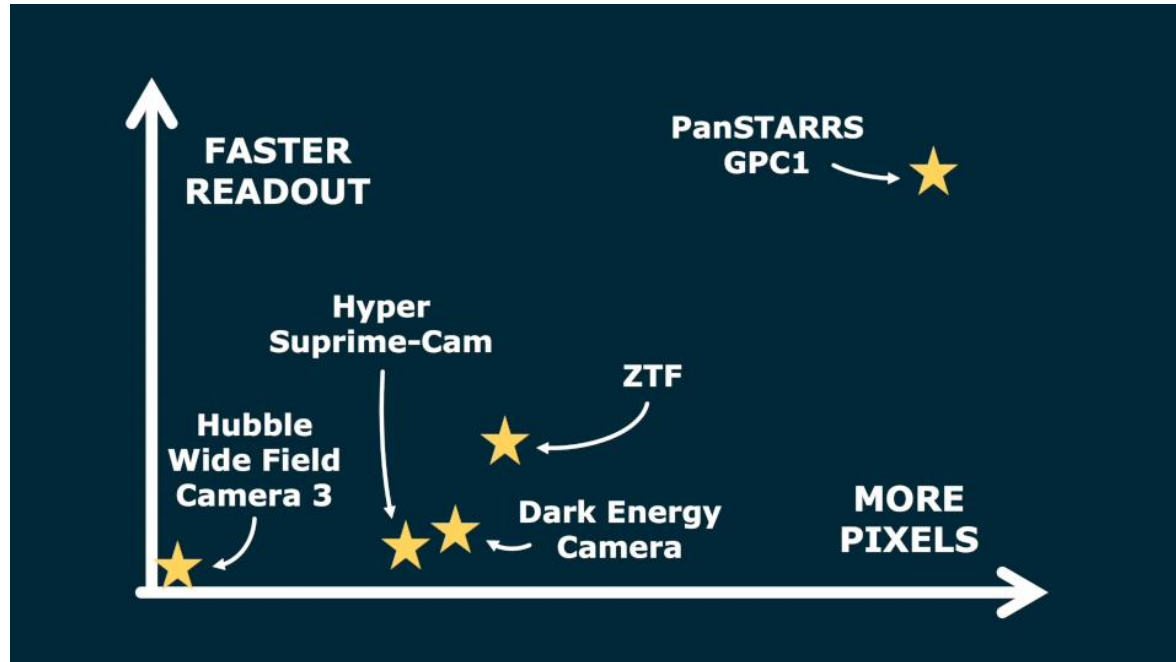 FASTER
READOUT
PanSTARRS
GPC1
Hyper
Suprime-Cam
ZTF
Hubble
Wide Field
Camera 3
Dark Energy
Camera
MORE
PIXELS